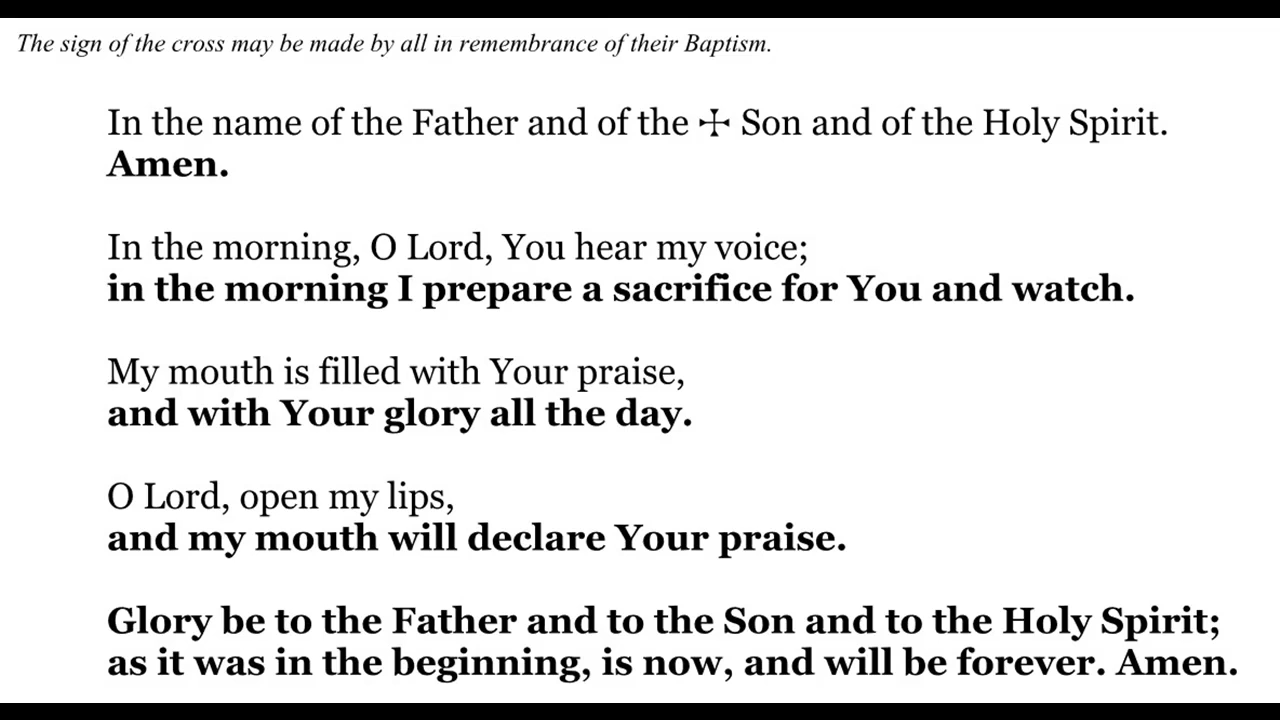 The sign of the cross may be made by all in remembrance of their Baptism.
In the name of the Father and of the ☩ Son and of the Holy Spirit.
Amen.
In the morning, O Lord, You hear my voice;
in the morning I prepare a sacrifice for You and watch.
My mouth is filled with Your praise,
and with Your glory all the day.
O Lord, open my lips,
and my mouth will declare Your praise.
Glory be to the Father and to the Son and to the Holy Spirit;
as it was in the beginning, is now, and will be forever. Amen.